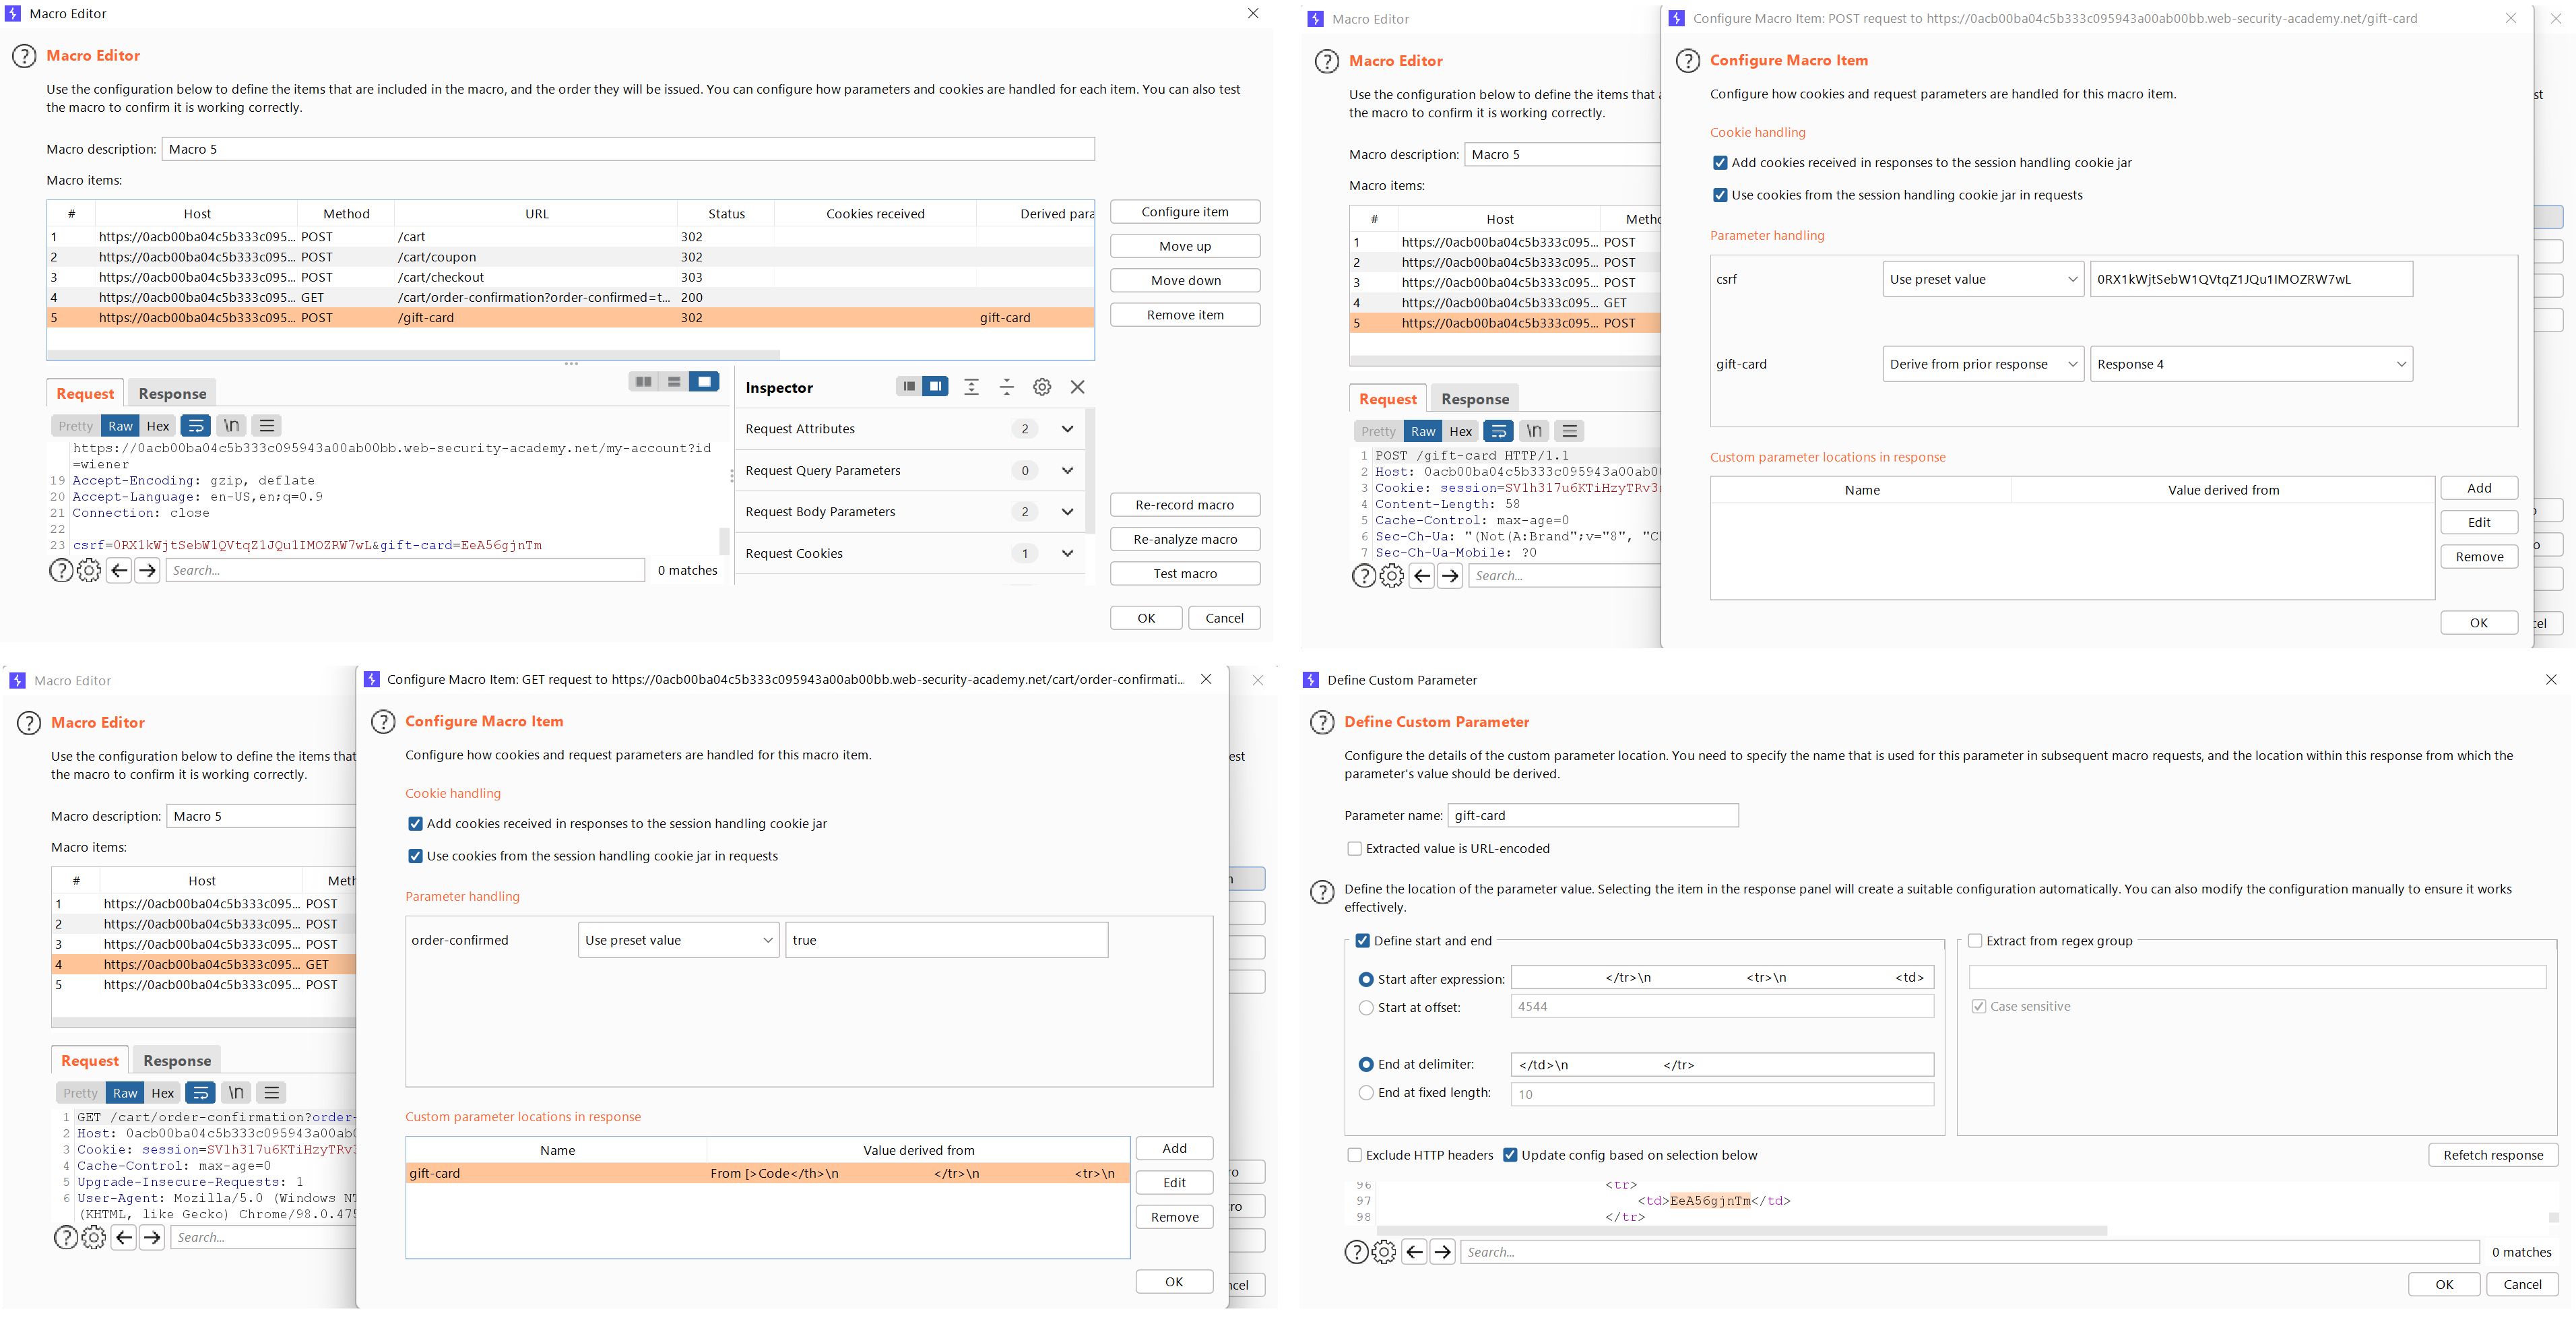 Macro Editor
Macro Editor
Use the configuration below to define the items that are included in the macro, and the order they will be issued. You can configure how parameters and cookies are handled for each item. You can also test
the macro to confirm it is working correctly.
Macro description: Macro 5
Macro items:
# Host Method URL Status Cookies received Derived para
1 https://0acb00ba04c5b333c095... POST /cart 302
2 https://0acb00ba04c5b333c095... POST /cart/coupon 302
3 https://0acb00ba04c5b333c095... POST /cart/checkout 303
4 https://0acb00ba04c5b333c095... GET /cart/order-confirmation?order-confirmed=t... 200
5 https://0acb00ba04c5b333c095... POST /gift-card 302 gift-card
Configure item
Move up
Move down
Remove item
Request Response
Pretty Raw Hex \n
https://0acb00ba04c5b333c095943a00ab00bb.web-security-academy.net/my-account?id
=wiener
19 Accept-Encoding: gzip, deflate
20 Accept-Language: en-US,en;q=0.9
21 Connection: close
22
23 csrf=0RX1kWjtSebW1QVtqZ1JQu1IMOZRW7wL&gift-card=EeA56gjnTm
Search... 0 matches
Inspector
Request Attributes 2
Request Query Parameters 0
Request Body Parameters 2
Request Cookies 1
Re-record macro
Re-analyze macro
Test macro
OK Cancel
Macro Editor
Macro Editor
Use the configuration below to define the items that a
the macro to confirm it is working correctly.
Macro description: Macro 5
Macro items:
# Host Metho
1 https://0acb00ba04c5b333c095... POST
2 https://0acb00ba04c5b333c095... POST
3 https://0acb00ba04c5b333c095... POST
4 https://0acb00ba04c5b333c095... GET
5 https://0acb00ba04c5b333c095... POST
Request Response
Pretty Raw Hex \n
1 POST /gift-card HTTP/1.1
2 Host: 0acb00ba04c5b333c095943a00ab0
3 Cookie: session=SV1h317u6KTiHzyTRv3
4 Content-Length: 58
5 Cache-Control: max-age=0
6 Sec-Ch-Ua: "(Not(A:Brand";v="8", "C
7 Sec-Ch-Ua-Mobile: ?0
Search...
Configure Macro Item: POST request to https://0acb00ba04c5b333c095943a00ab00bb.web-security-academy.net/gift-card
Configure Macro Item
Configure how cookies and request parameters are handled for this macro item.
st
Cookie handling
Add cookies received in responses to the session handling cookie jar
Use cookies from the session handling cookie jar in requests
Parameter handling
csrf Use preset value 0RX1kWjtSebW1QVtqZ1JQu1IMOZRW7wL
gift-card Derive from prior response Response 4
Custom parameter locations in response
Name Value derived from
Add
Edit
Remove
o
o
OK
cel
Macro Editor
Macro Editor
Use the configuration below to define the items that
the macro to confirm it is working correctly.
Macro description: Macro 5
Macro items:
# Host Meth
1 https://0acb00ba04c5b333c095... POST
2 https://0acb00ba04c5b333c095... POST
3 https://0acb00ba04c5b333c095... POST
4 https://0acb00ba04c5b333c095... GET
5 https://0acb00ba04c5b333c095... POST
Request Response
Pretty Raw Hex \n
1 GET /cart/order-confirmation?order-
2 Host: 0acb00ba04c5b333c095943a00ab0
3 Cookie: session=SV1h317u6KTiHzyTRv3
4 Cache-Control: max-age=0
5 Upgrade-Insecure-Requests: 1
6 User-Agent: Mozilla/5.0 (Windows NT
(KHTML, like Gecko) Chrome/98.0.475
Search...
Configure Macro Item: GET request to https://0acb00ba04c5b333c095943a00ab00bb.web-security-academy.net/cart/order-confirmati...
Configure Macro Item
Configure how cookies and request parameters are handled for this macro item.
est
Cookie handling
Add cookies received in responses to the session handling cookie jar
Use cookies from the session handling cookie jar in requests
Parameter handling
order-confirmed Use preset value true
Custom parameter locations in response
Name Value derived from
gift-card From [>Code</th>\n </tr>\n <tr>\n
Add
Edit
Remove
n
ro
ro
OK
ncel
Define Custom Parameter
Define Custom Parameter
Configure the details of the custom parameter location. You need to specify the name that is used for this parameter in subsequent macro requests, and the location within this response from which the
parameter's value should be derived.
Parameter name: gift-card
Extracted value is URL-encoded
Define the location of the parameter value. Selecting the item in the response panel will create a suitable configuration automatically. You can also modify the configuration manually to ensure it works
effectively.
Define start and end
Start after expression: </tr>\n <tr>\n <td>
Start at offset: 4544
End at delimiter: </td>\n </tr>
End at fixed length: 10
Extract from regex group
Case sensitive
Exclude HTTP headers Update config based on selection below Refetch response
96 <tr>
97 <td>EeA56gjnTm</td>
98 </tr>
Search... 0 matches
OK Cancel